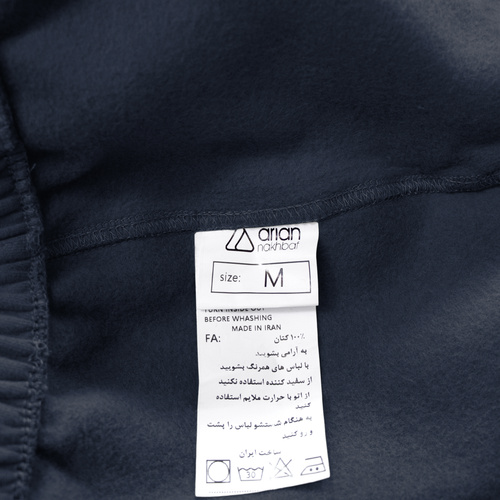 arian
nakhbaf
size: M
TURN INSIDE OUT
BEFORE WHASHING
MADE IN IRAN
FA: ۱۰۰٪ کتان
به آرامی بشویید
با لباس های همرنگ بشویید
از سفید کننده استفاده نکنید
از اتو با حرارت ملایم استفاده
کنید
به هنگام شستشو لباس را پشت
و رو کنید
ساخت ایران
30